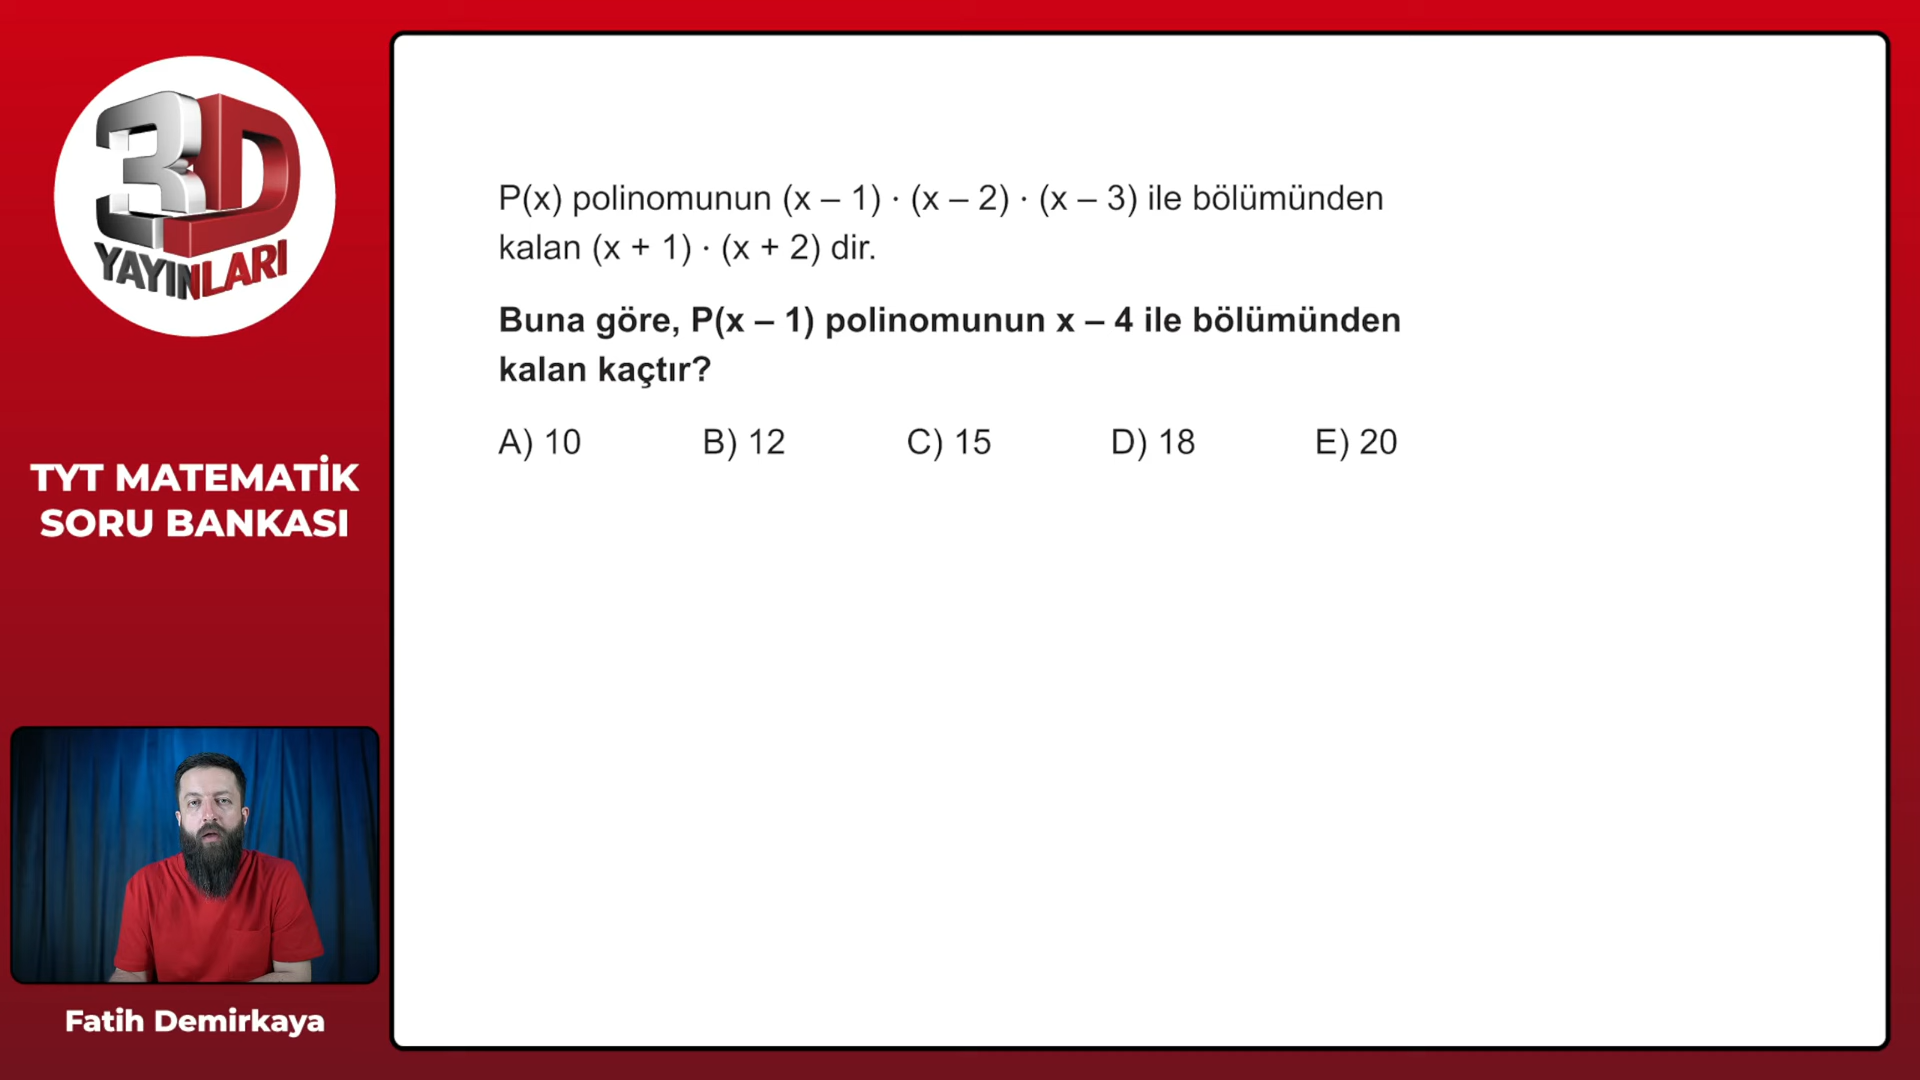 3D
YAYINLARI
TYT MATEMATİK
SORU BANKASI
Fatih Demirkaya
P(x) polinomunun (x – 1) · (x – 2) · (x – 3) ile bölümünden
kalan (x + 1) · (x + 2) dir.
Buna göre, P(x – 1) polinomunun x – 4 ile bölümünden
kalan kaçtır?
A) 10 B) 12 C) 15 D) 18 E) 20